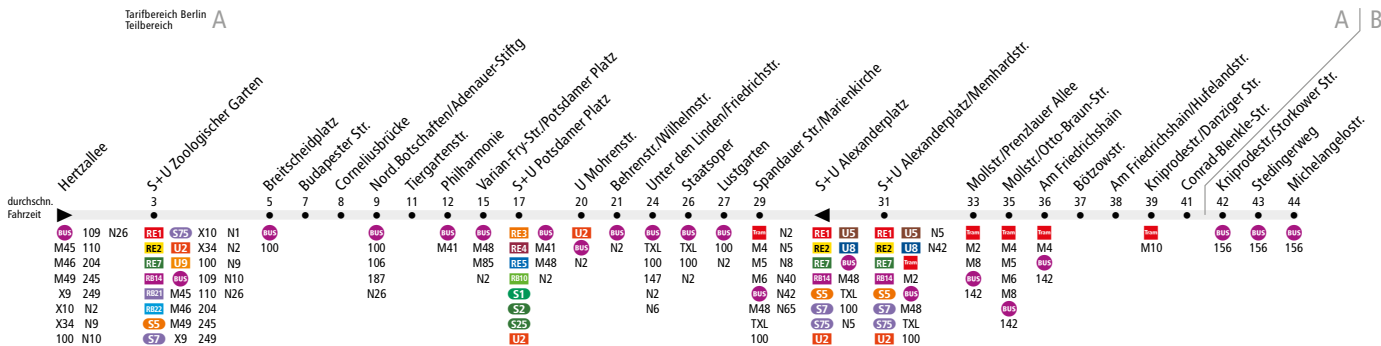 Tarifbereich Berlin A
Teilbereich
A | B
Hertzallee
S+U Zoologischer Garten
Breitscheidplatz
Budapester Str.
Corneliusbrücke
Nord.Botschaften/Adenauer-Stiftg
Tiergartenstr.
Philharmonie
Varian-Fry-Str./Potsdamer Platz
S+U Potsdamer Platz
U Mohrenstr.
Behrenstr./Wilhelmstr.
Unter den Linden/Friedrichstr.
Staatsoper
Lustgarten
Spandauer Str./Marienkirche
S+U Alexanderplatz
S+U Alexanderplatz/Memhardstr.
Mollstr./Prenzlauer Allee
Mollstr./Otto-Braun-Str.
Am Friedrichshain
Bötzowstr.
Am Friedrichshain/Hufelandstr.
Kniprodestr./Danziger Str.
Conrad-Blenkle-Str.
Kniprodestr./Storkower Str.
Stedingerweg
Michelangelostr.
durchschn. 3 5 7 8 9 11 12 15 17 20 21 24 26 27 29 31 33 35 36 37 38 39 41 42 43 44
Fahrzeit
BUS 109 N26
M45 110
M46 204
M49 245
X9 249
X10 N2
X34 N9
100 N10
RE1 S75 X10 N1
RE2 U2 X34 N2
RE7 U9 100 N9
RB14 BUS 109 N10
RB21 M45 110 N26
RB22 M46 204
S5 M49 245
S7 X9 249
BUS
100
BUS
100
106
187
N26
BUS
M41
BUS
M48
M85
N2
RE3 BUS
RE4 M41
RE5 M48
RB10 N2
S1
S2
S25
U2
U2
BUS
N2
BUS
N2
BUS
TXL
100
147
N2
N6
BUS
TXL
100
N2
BUS
100
N2
Tram N2
M4 N5
M5 N8
M6 N40
BUS N42
M48 N65
TXL
100
RE1 U5
RE2 U8
RE7 BUS
RB14 M48
S5 TXL
S7 100
S75 N5
U2
RE1 U5 N5
RE2 U8 N42
RE7 Tram
RB14 M2
S5 BUS
S7 M48
S75 TXL
U2 100
Tram
M2
M8
BUS
142
Tram
M4
M5
M6
M8
BUS
142
Tram
M4
BUS
142
Tram
M10
BUS
156
BUS
156
BUS
156